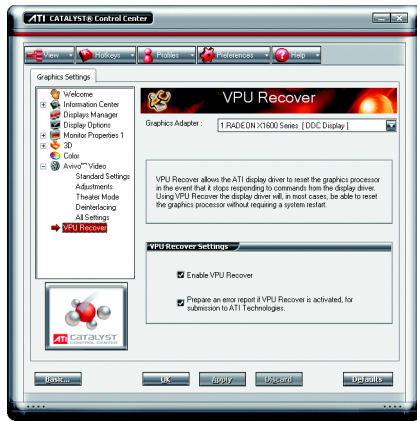 ATI CATALYST® Control Center
View Hotkeys Profiles Preferences Help
Graphics Settings
Welcome
Information Center
Displays Manager
Display Options
Monitor Properties 1
3D
Color
Avivo™ Video
Standard Settings
Adjustments
Theater Mode
Deinterlacing
All Settings
VPU Recover
ATI CATALYST
CONTROL CENTER
VPU Recover
Graphics Adapter :
1.RADEON X1600 Series [ DDC Display ]
VPU Recover allows the ATI display driver to reset the graphics processor
in the event that it stops responding to commands from the display driver.
Using VPU Recover the display driver will, in most cases, be able to reset
the graphics processor without requiring a system restart.
VPU Recover Settings
Enable VPU Recover
Prepare an error report if VPU Recover is activated, for
submission to ATI Technologies.
Basic... OK Apply Discard Defaults